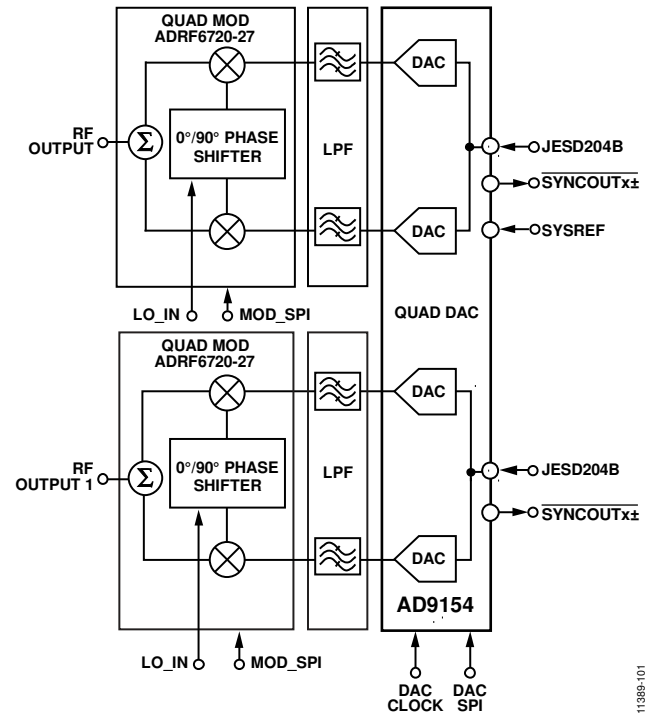 QUAD MOD
ADRF6720-27
DAC
RF
OUTPUT
Σ
0°/90° PHASE
SHIFTER
LPF
JESD204B
SYNCOUTx±
DAC
SYSREF
LO_IN
MOD_SPI
QUAD DAC
QUAD MOD
ADRF6720-27
DAC
RF
OUTPUT 1
Σ
0°/90° PHASE
SHIFTER
LPF
JESD204B
SYNCOUTx±
DAC
AD9154
LO_IN
MOD_SPI
DAC
CLOCK
DAC
SPI
11389-101